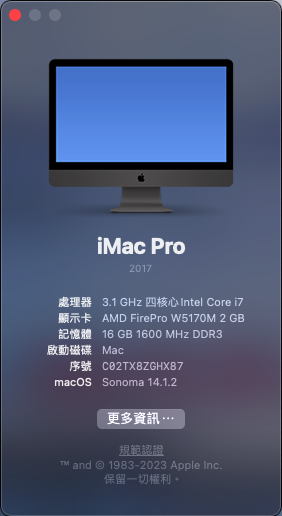 iMac Pro
2017
處理器 3.1 GHz 四核心 Intel Core i7
顯示卡 AMD FirePro W5170M 2 GB
記憶體 16 GB 1600 MHz DDR3
啟動磁碟 Mac
序號 C02TX8ZGHX87
macOS Sonoma 14.1.2
更多資訊⋯
規範認證
™ and © 1983-2023 Apple Inc.
保留一切權利。